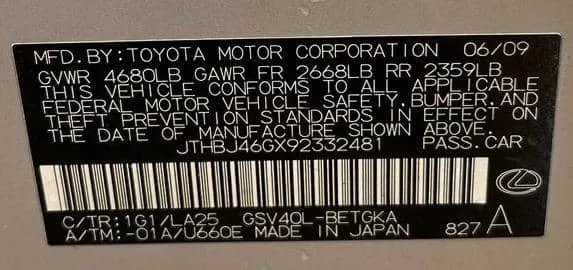 MFD. BY: TOYOTA MOTOR CORPORATION 06/09
GVWR 4680LB GAWR FR 2668LB RR 2359LB
THIS VEHICLE CONFORMS TO ALL APPLICABLE
FEDERAL MOTOR VEHICLE SAFETY, BUMPER, AND
THEFT PREVENTION STANDARDS IN EFFECT ON
THE DATE OF MANUFACTURE SHOWN ABOVE.
JTHBJ46GX92332481 PASS. CAR
C/TR: 1G1/LA25 GSV40L-BETGKA
A/TM: -01A/U660E MADE IN JAPAN 827 A